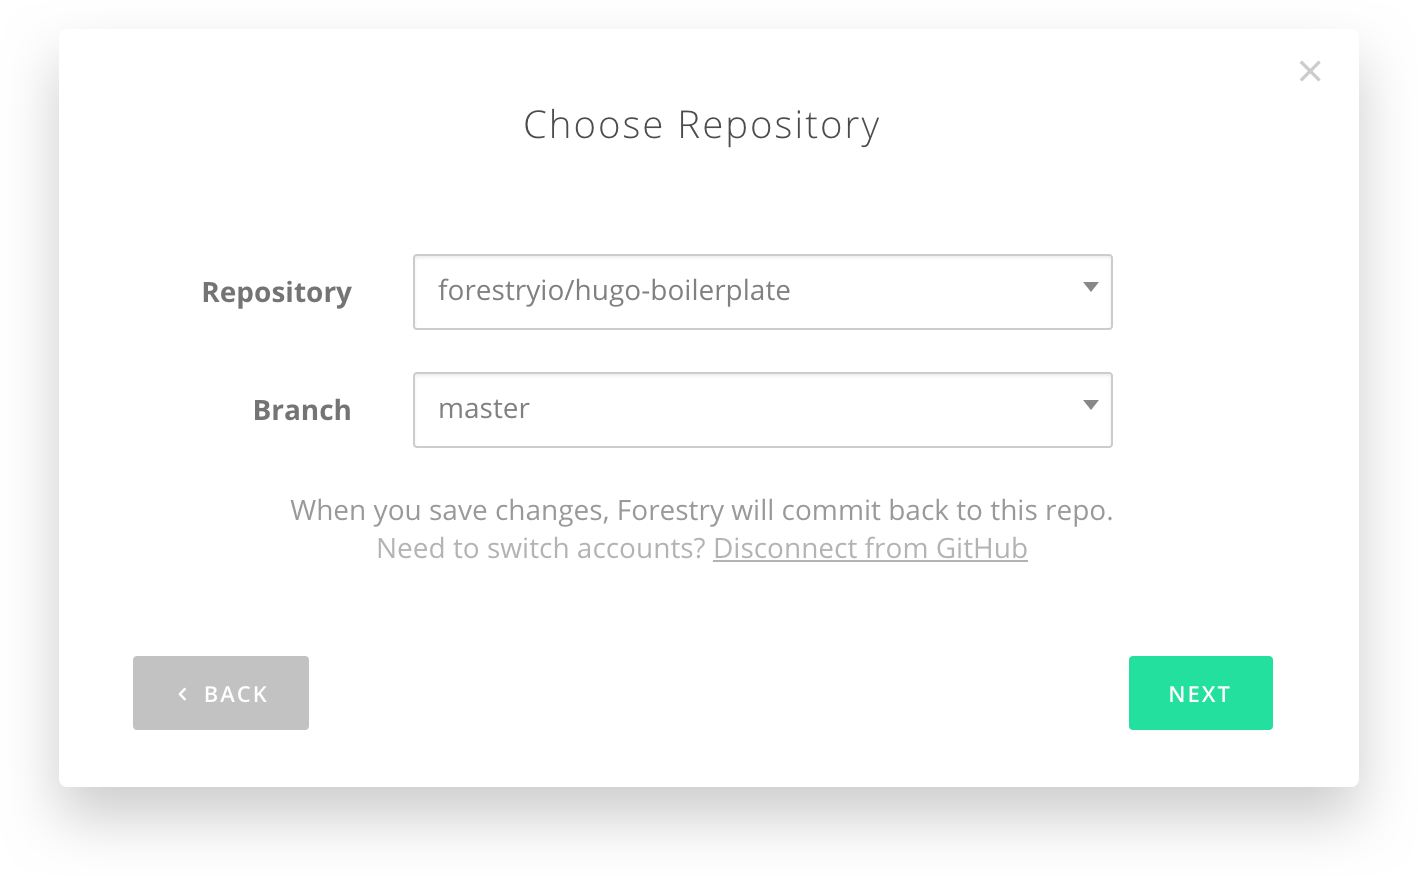 Choose Repository
Repository
forestryio/hugo-boilerplate
Branch
master
When you save changes, Forestry will commit back to this repo.
Need to switch accounts? Disconnect from GitHub
BACK
NEXT